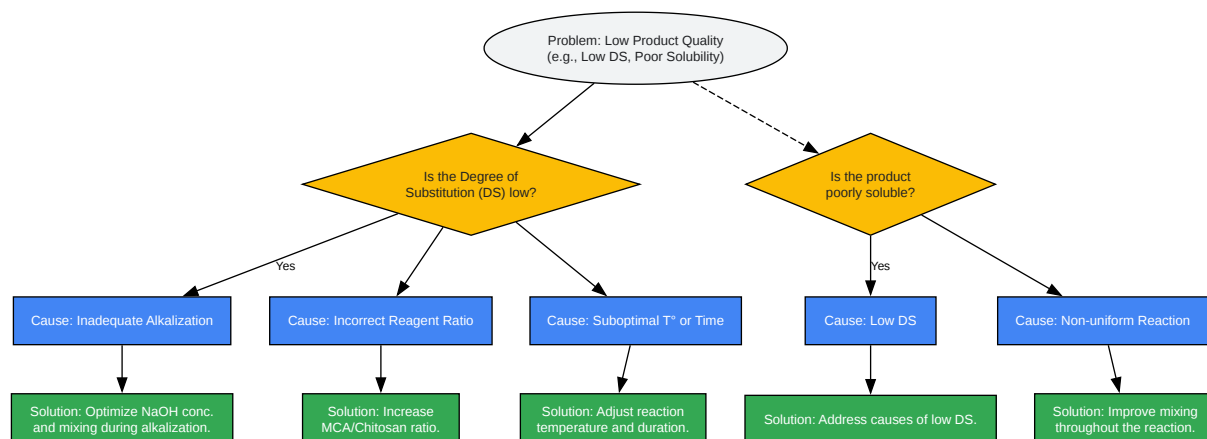 Problem: Low Product Quality
(e.g., Low DS, Poor Solubility)
Is the Degree of
Substitution (DS) low?
Is the product
poorly soluble?
Yes
Yes
Cause: Inadequate Alkalization
Cause: Incorrect Reagent Ratio
Cause: Suboptimal T° or Time
Cause: Low DS
Cause: Non-uniform Reaction
Solution: Optimize NaOH conc.
and mixing during alkalization.
Solution: Increase
MCA/Chitosan ratio.
Solution: Adjust reaction
temperature and duration.
Solution: Address causes of low DS.
Solution: Improve mixing
throughout the reaction.